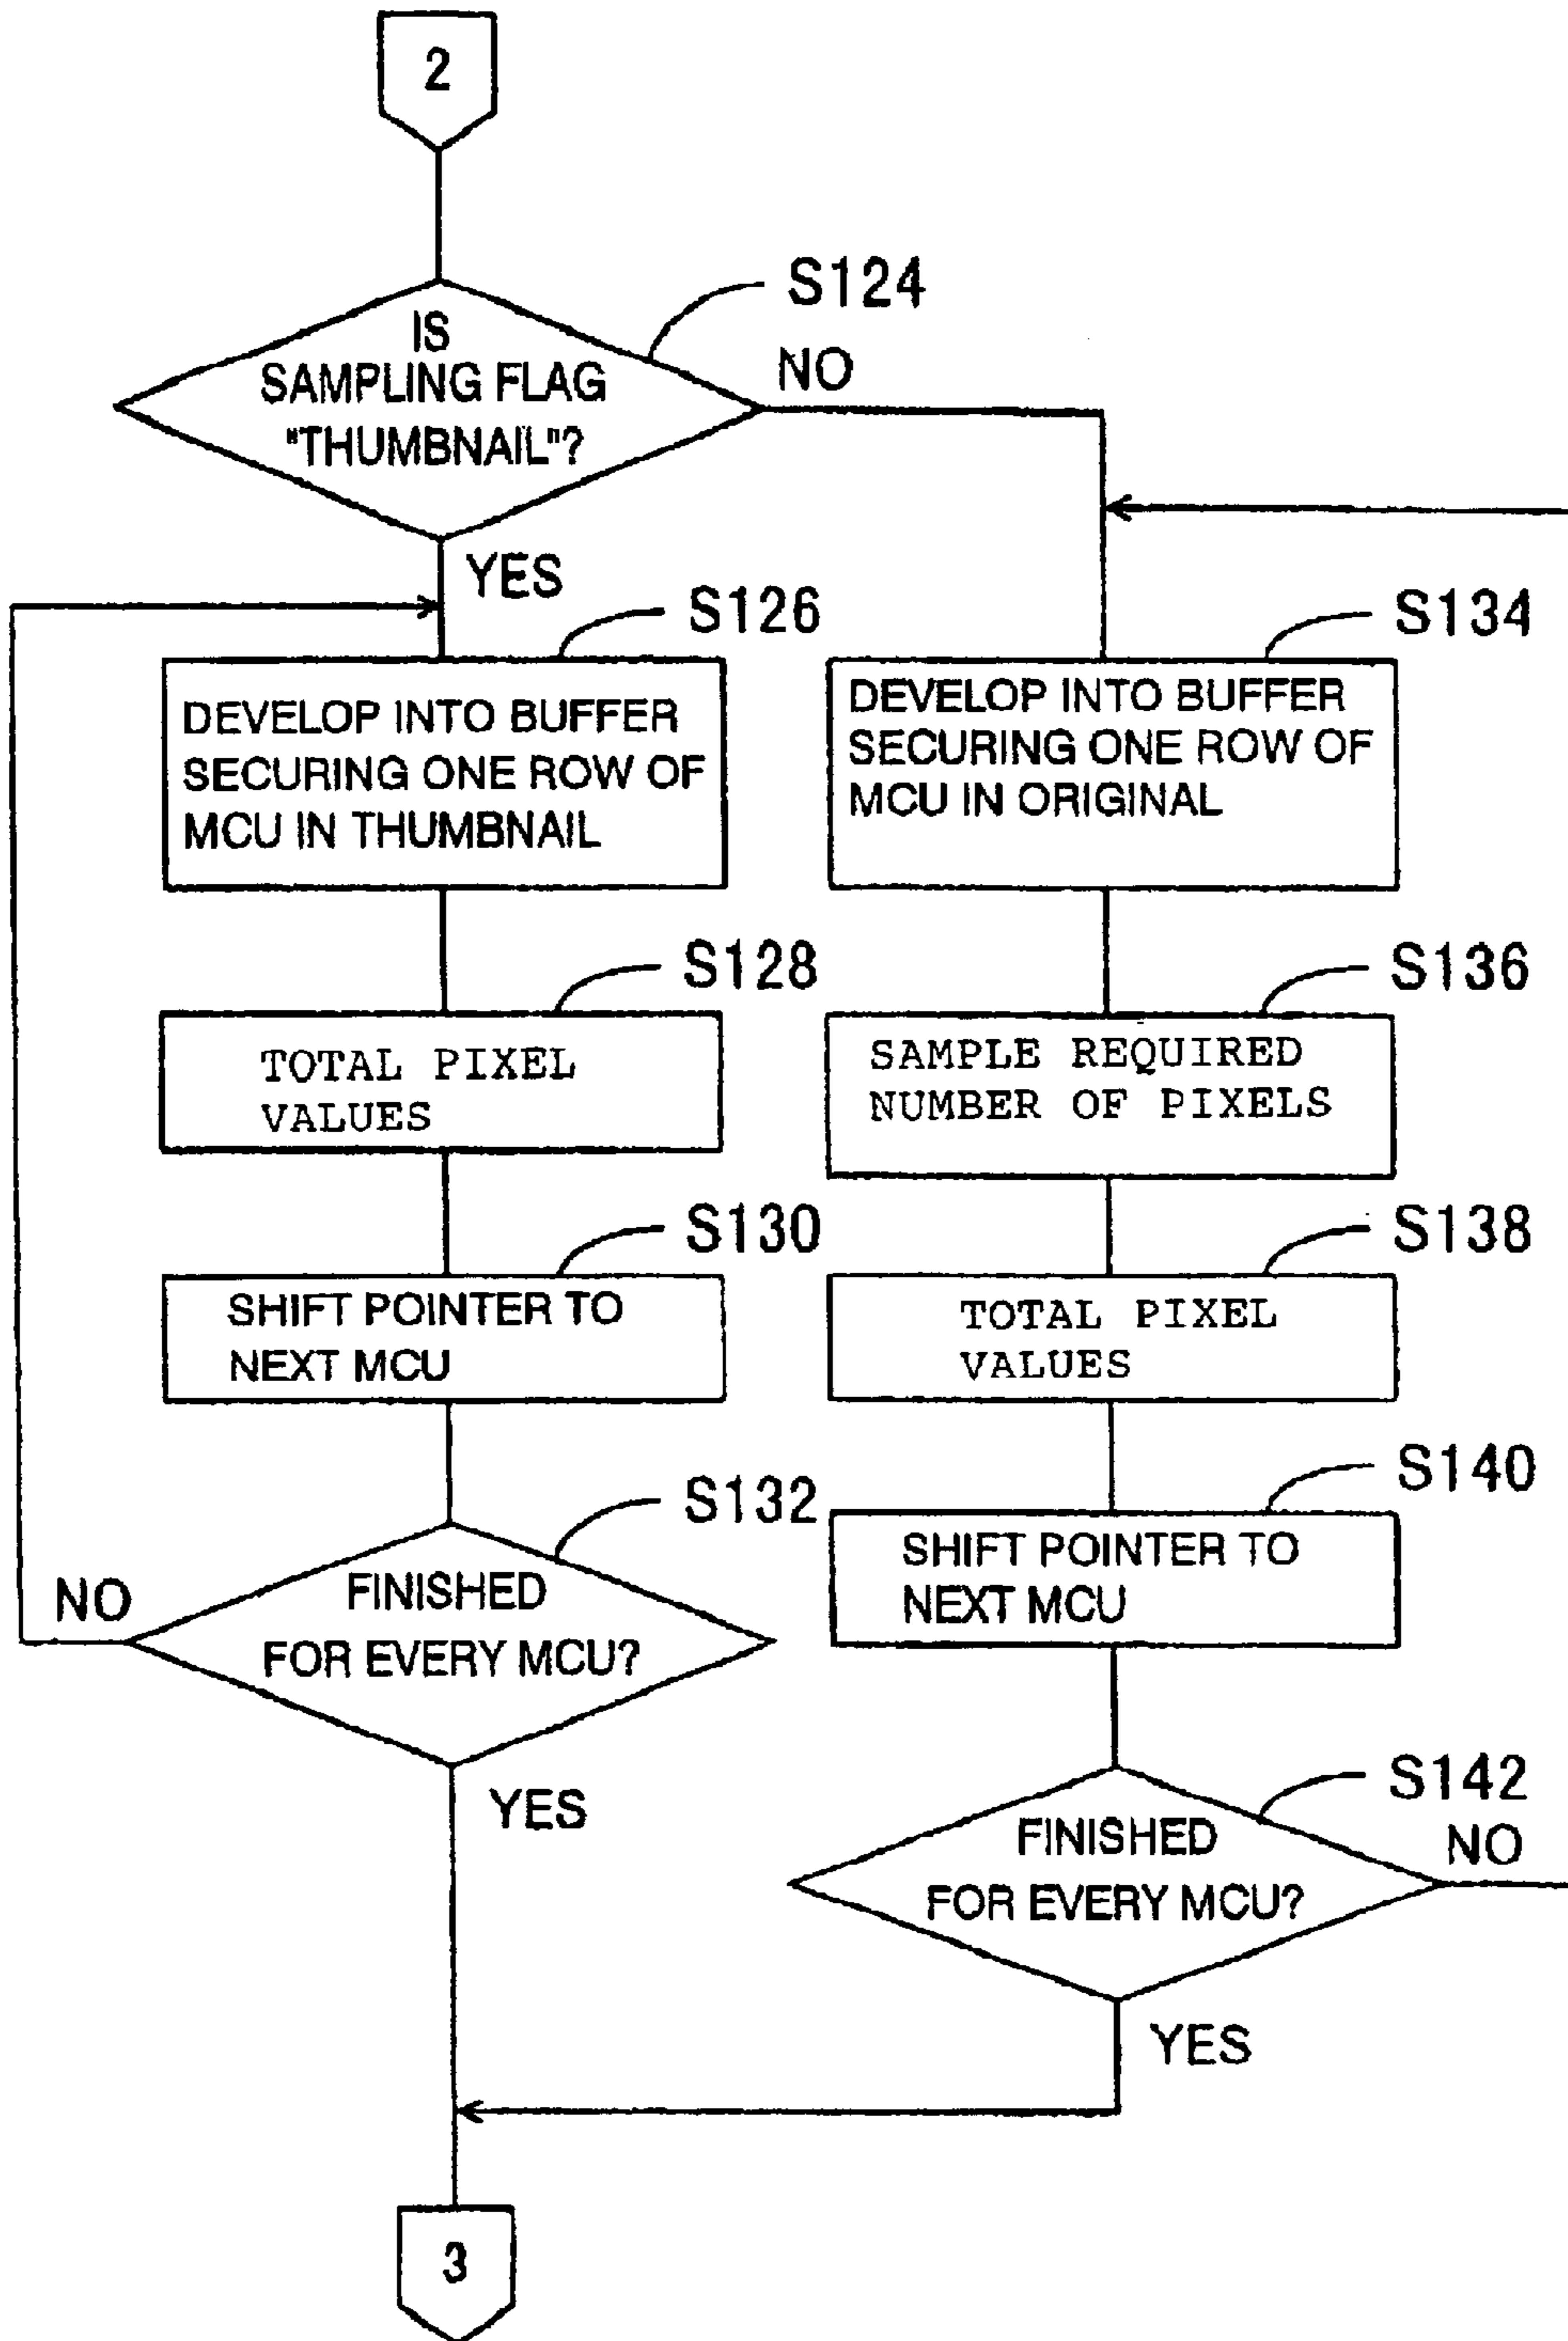 2
S124
IS
SAMPLING FLAG
"THUMBNAIL"?
NO
YES
S126
DEVELOP INTO BUFFER
SECURING ONE ROW OF
MCU IN THUMBNAIL
S128
TOTAL PIXEL
VALUES
S130
SHIFT POINTER TO
NEXT MCU
S132
FINISHED
FOR EVERY MCU?
NO
YES
S134
DEVELOP INTO BUFFER
SECURING ONE ROW OF
MCU IN ORIGINAL
S136
SAMPLE REQUIRED
NUMBER OF PIXELS
S138
TOTAL PIXEL
VALUES
S140
SHIFT POINTER TO
NEXT MCU
S142
FINISHED
FOR EVERY MCU?
NO
YES
3